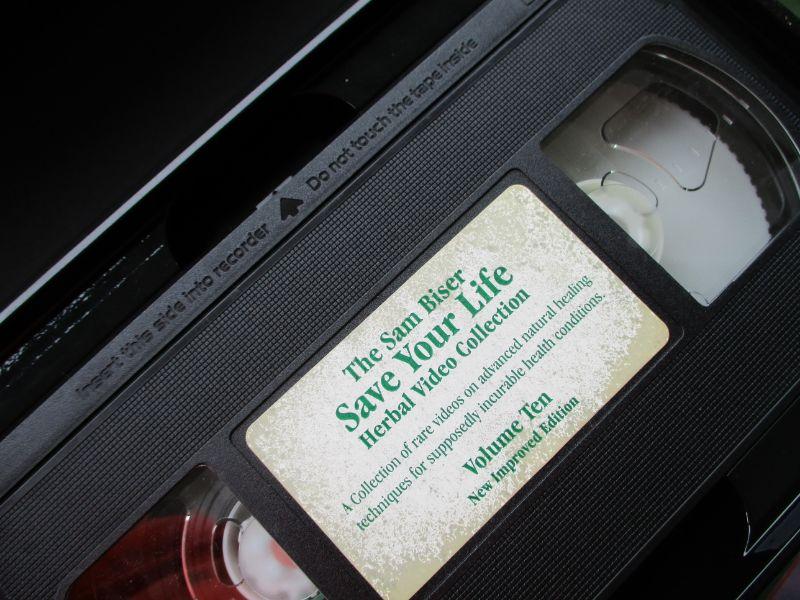 Insert this side into recorder
Do not touch the tape inside
The Sam Biser
Save Your Life
Herbal Video Collection
A Collection of rare videos on advanced natural healing
techniques for supposedly incurable health conditions.
Volume Ten
New Improved Edition